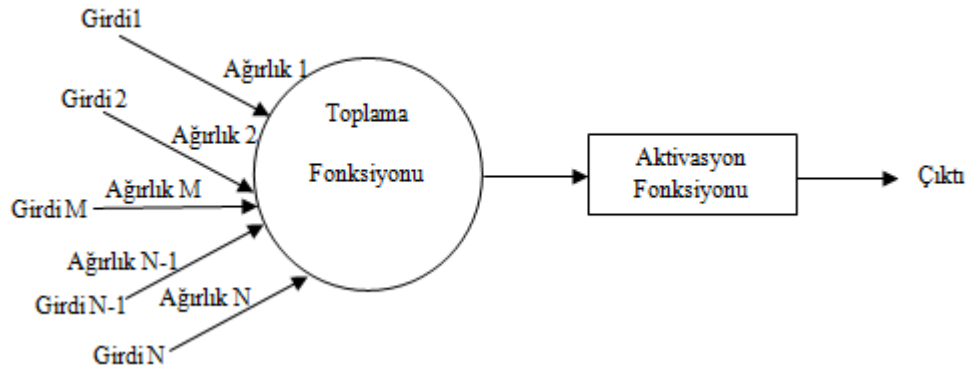 Girdi1
Ağırlık 1
Girdi 2
Ağırlık 2
Toplama
Fonksiyonu
Ağırlık M
Girdi M
Ağırlık N-1
Girdi N-1
Ağırlık N
Girdi N
Aktivasyon
Fonksiyonu
Çıktı